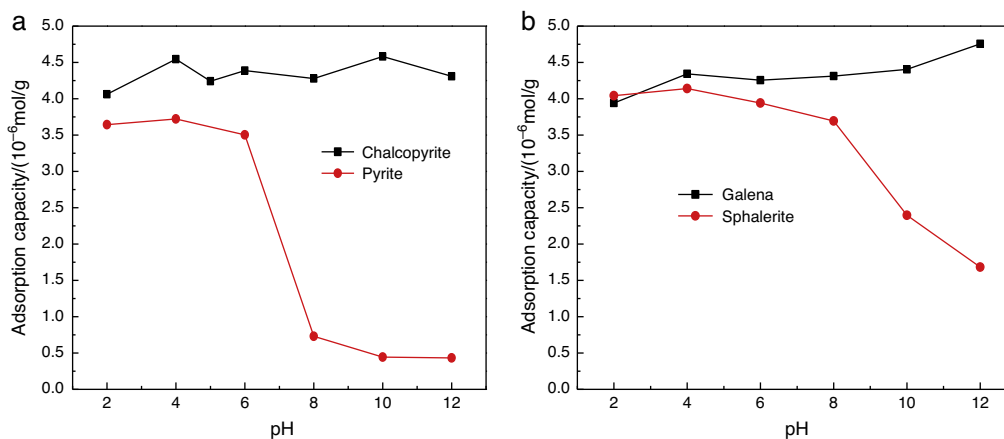 a
5.0
4.5
4.0
3.5
3.0
2.5
2.0
1.5
1.0
0.5
0.0
Adsorption capacity/(10⁻⁶mol/g
Chalcopyrite
Pyrite
2 4 6 8 10 12
pH
b
5.0
4.5
4.0
3.5
3.0
2.5
2.0
1.5
1.0
0.5
0.0
Adsorption capacity/(10⁻⁶mol/g
Galena
Sphalerite
2 4 6 8 10 12
pH